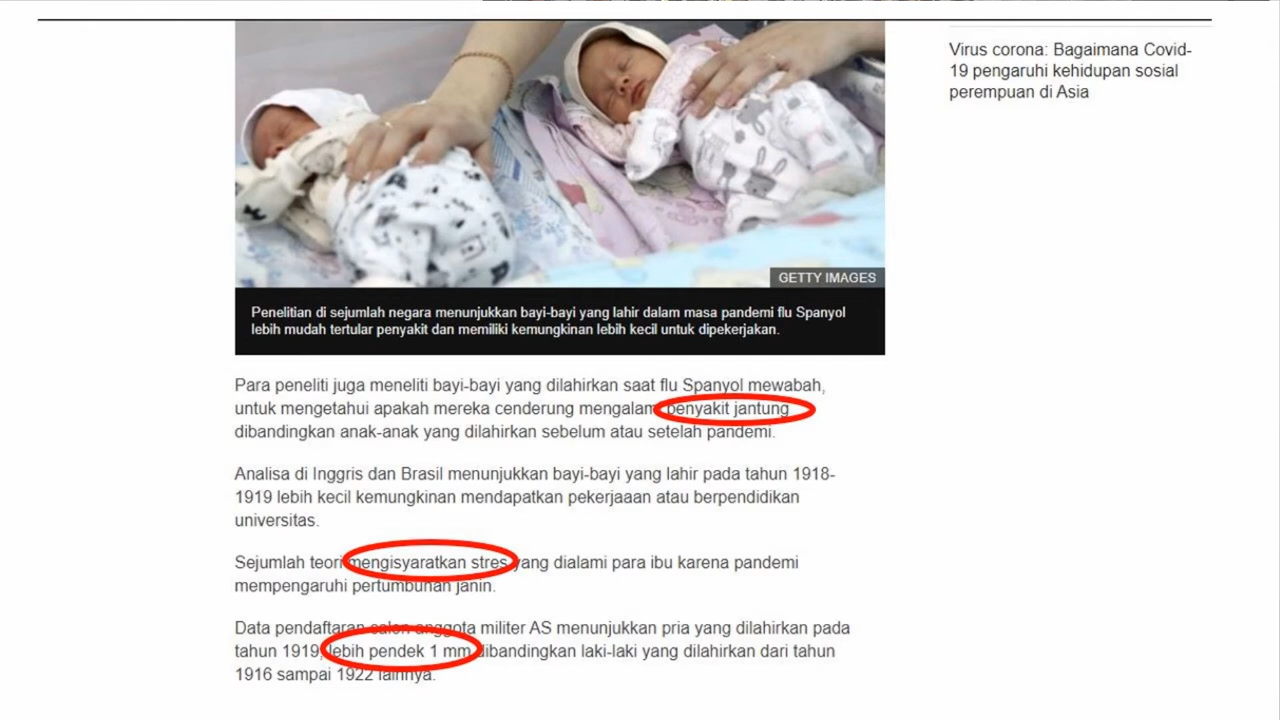 Virus corona: Bagaimana Covid-
19 pengaruhi kehidupan sosial
perempuan di Asia
GETTY IMAGES
Penelitian di sejumlah negara menunjukkan bayi-bayi yang lahir dalam masa pandemi flu Spanyol
lebih mudah tertular penyakit dan memiliki kemungkinan lebih kecil untuk dipekerjakan.
Para peneliti juga meneliti bayi-bayi yang dilahirkan saat flu Spanyol mewabah,
untuk mengetahui apakah mereka cenderung mengalami penyakit jantung
dibandingkan anak-anak yang dilahirkan sebelum atau setelah pandemi.
Analisa di Inggris dan Brasil menunjukkan bayi-bayi yang lahir pada tahun 1918-
1919 lebih kecil kemungkinan mendapatkan pekerjaaan atau berpendidikan
universitas.
Sejumlah teori mengisyaratkan stres yang dialami para ibu karena pandemi
mempengaruhi pertumbuhan janin.
Data pendaftaran calon anggota militer AS menunjukkan pria yang dilahirkan pada
tahun 1919, lebih pendek 1 mm dibandingkan laki-laki yang dilahirkan dari tahun
1916 sampai 1922 lainnya.